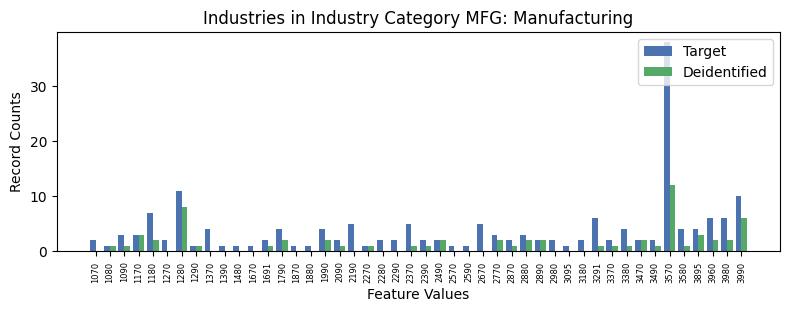 Industries in Industry Category MFG: Manufacturing
Target
Deidentified
Record Counts
30
20
10
0
1070 1080 1090 1170 1180 1270 1280 1290 1370 1390 1480 1670 1691 1790 1870 1880 1990 2090 2190 2270 2280 2290 2370 2390 2490 2570 2590 2670 2770 2870 2880 2890 2980 3095 3180 3291 3370 3380 3470 3490 3570 3580 3895 3960 3980 3990
Feature Values